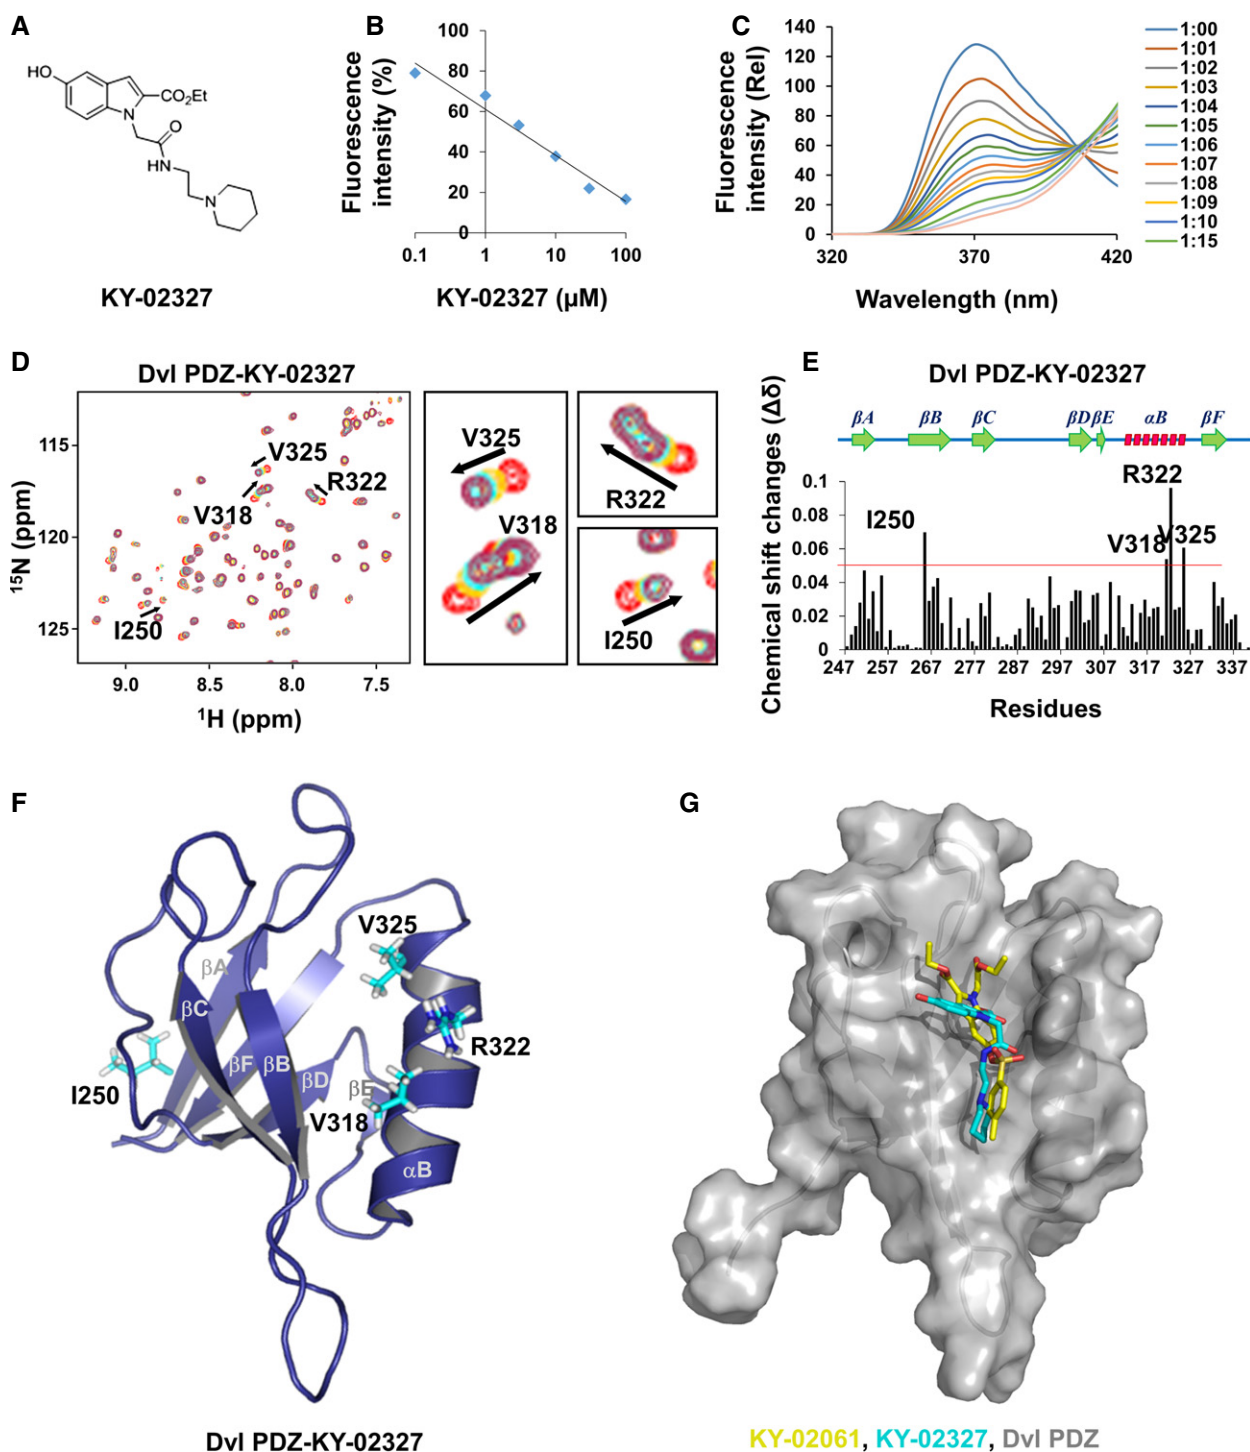 A
HO
CO₂Et
N
O
HN
N
KY-02327
B
Fluorescence
intensity (%)
100
80
60
40
20
0
0.1
1
10
100
KY-02327 (µM)
C
Fluorescence
intensity (Rel)
140
120
100
80
60
40
20
0
320
370
420
Wavelength (nm)
1:00
1:01
1:02
1:03
1:04
1:05
1:06
1:07
1:08
1:09
1:10
1:15
D
Dvl PDZ-KY-02327
¹⁵N (ppm)
115
120
125
9.0
8.5
8.0
7.5
¹H (ppm)
V325
R322
V318
I250
V325
V318
R322
I250
E
Dvl PDZ-KY-02327
βA
βB
βC
βD
βE
αB
βF
Chemical shift changes (Δδ)
0.1
0.08
0.06
0.04
0.02
0
R322
I250
V318
V325
247
257
267
277
287
297
307
317
327
337
Residues
F
V325
βA
βC
R322
I250
βF
βB
βD
βE
V318
αB
Dvl PDZ-KY-02327
G
KY-02061, KY-02327, Dvl PDZ